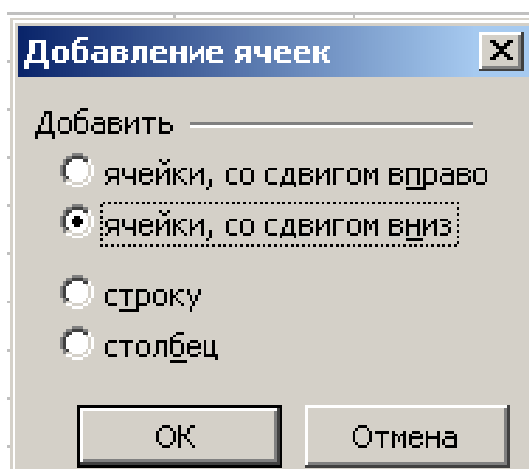 Добавление ячеек
Добавить
ячейки, со сдвигом вправо
ячейки, со сдвигом вниз
строку
столбец
ОК
Отмена